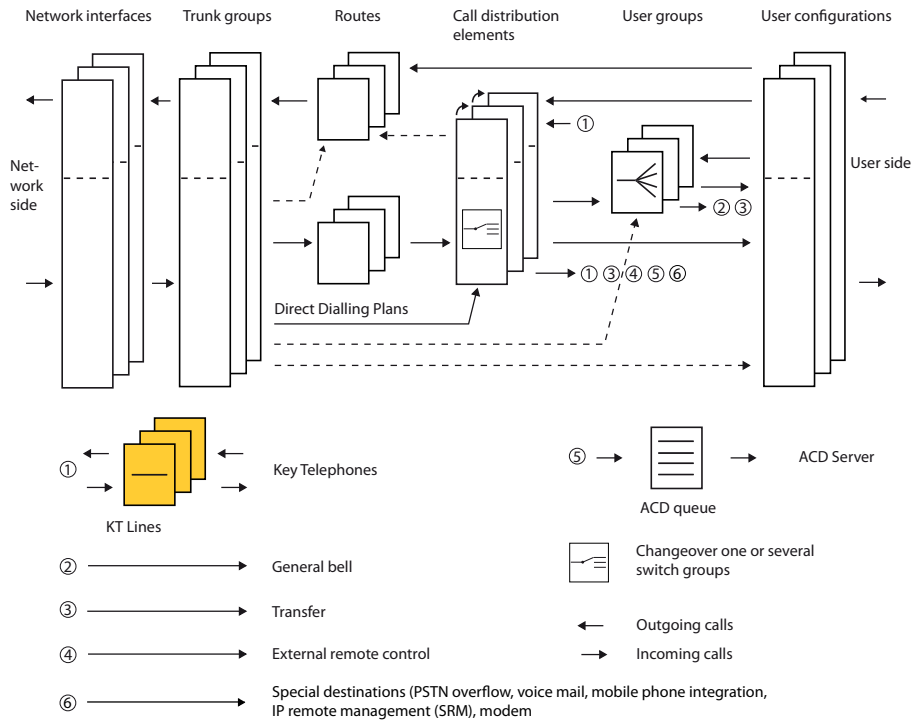 Network interfaces
Trunk groups
Routes
Call distribution
elements
User groups
User configurations
Net-
work
side
User side
①
② ③
① ③ ④ ⑤ ⑥
Direct Dialling Plans
①
KT Lines
Key Telephones
⑤
ACD queue
ACD Server
②
General bell
Changeover one or several
switch groups
③
Transfer
Outgoing calls
④
External remote control
Incoming calls
⑥
Special destinations (PSTN overflow, voice mail, mobile phone integration,
IP remote management (SRM), modem